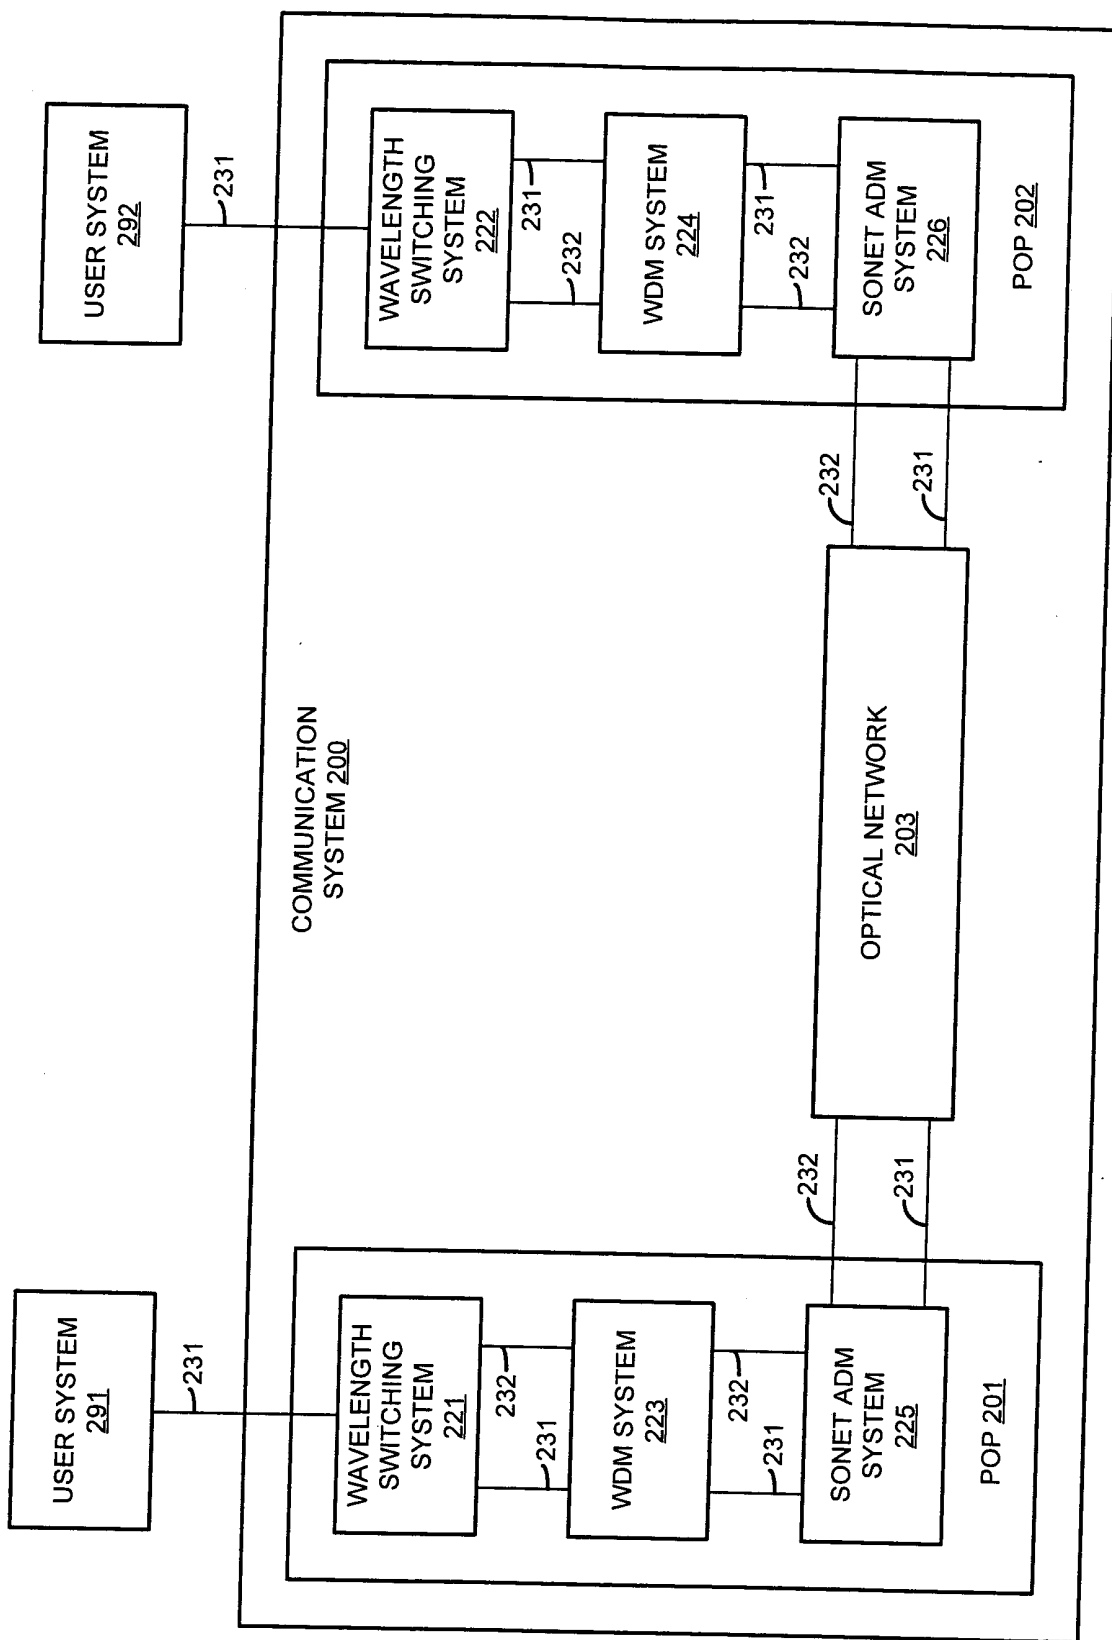 USER SYSTEM
291
231
USER SYSTEM
292
231
COMMUNICATION
SYSTEM 200
WAVELENGTH
SWITCHING
SYSTEM
221
231
232
WDM SYSTEM
223
231
232
SONET ADM
SYSTEM
225
POP 201
232
231
OPTICAL NETWORK
203
232
231
WAVELENGTH
SWITCHING
SYSTEM
222
232
231
WDM SYSTEM
224
232
231
SONET ADM
SYSTEM
226
POP 202